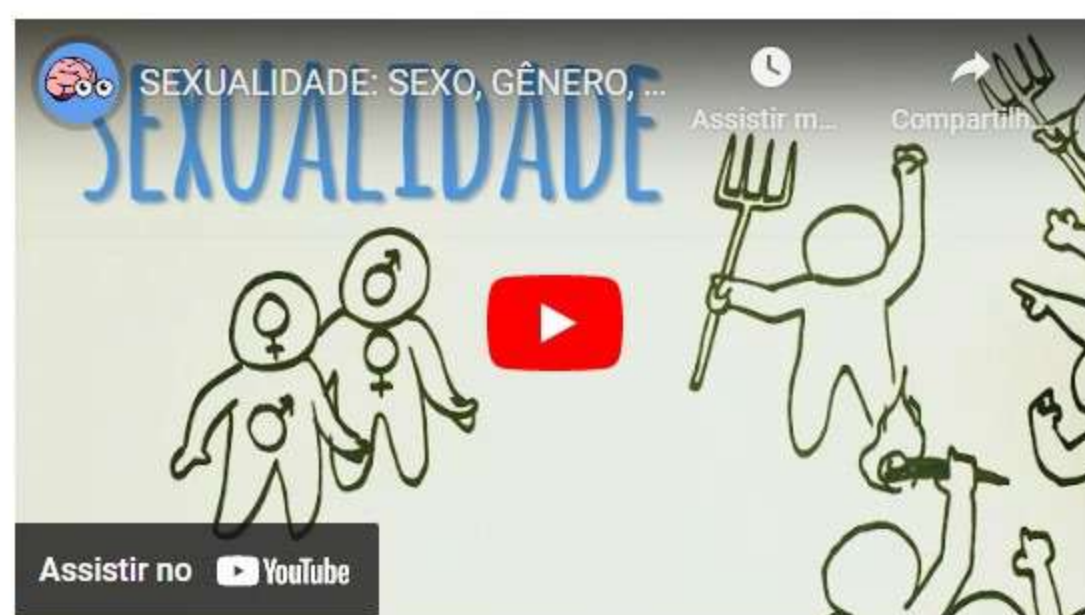 SEXUALIDADE: SEXO, GÊNERO, ...
Assistir m...
Compartilh...
SEXUALIDADE
Assistir no YouTube